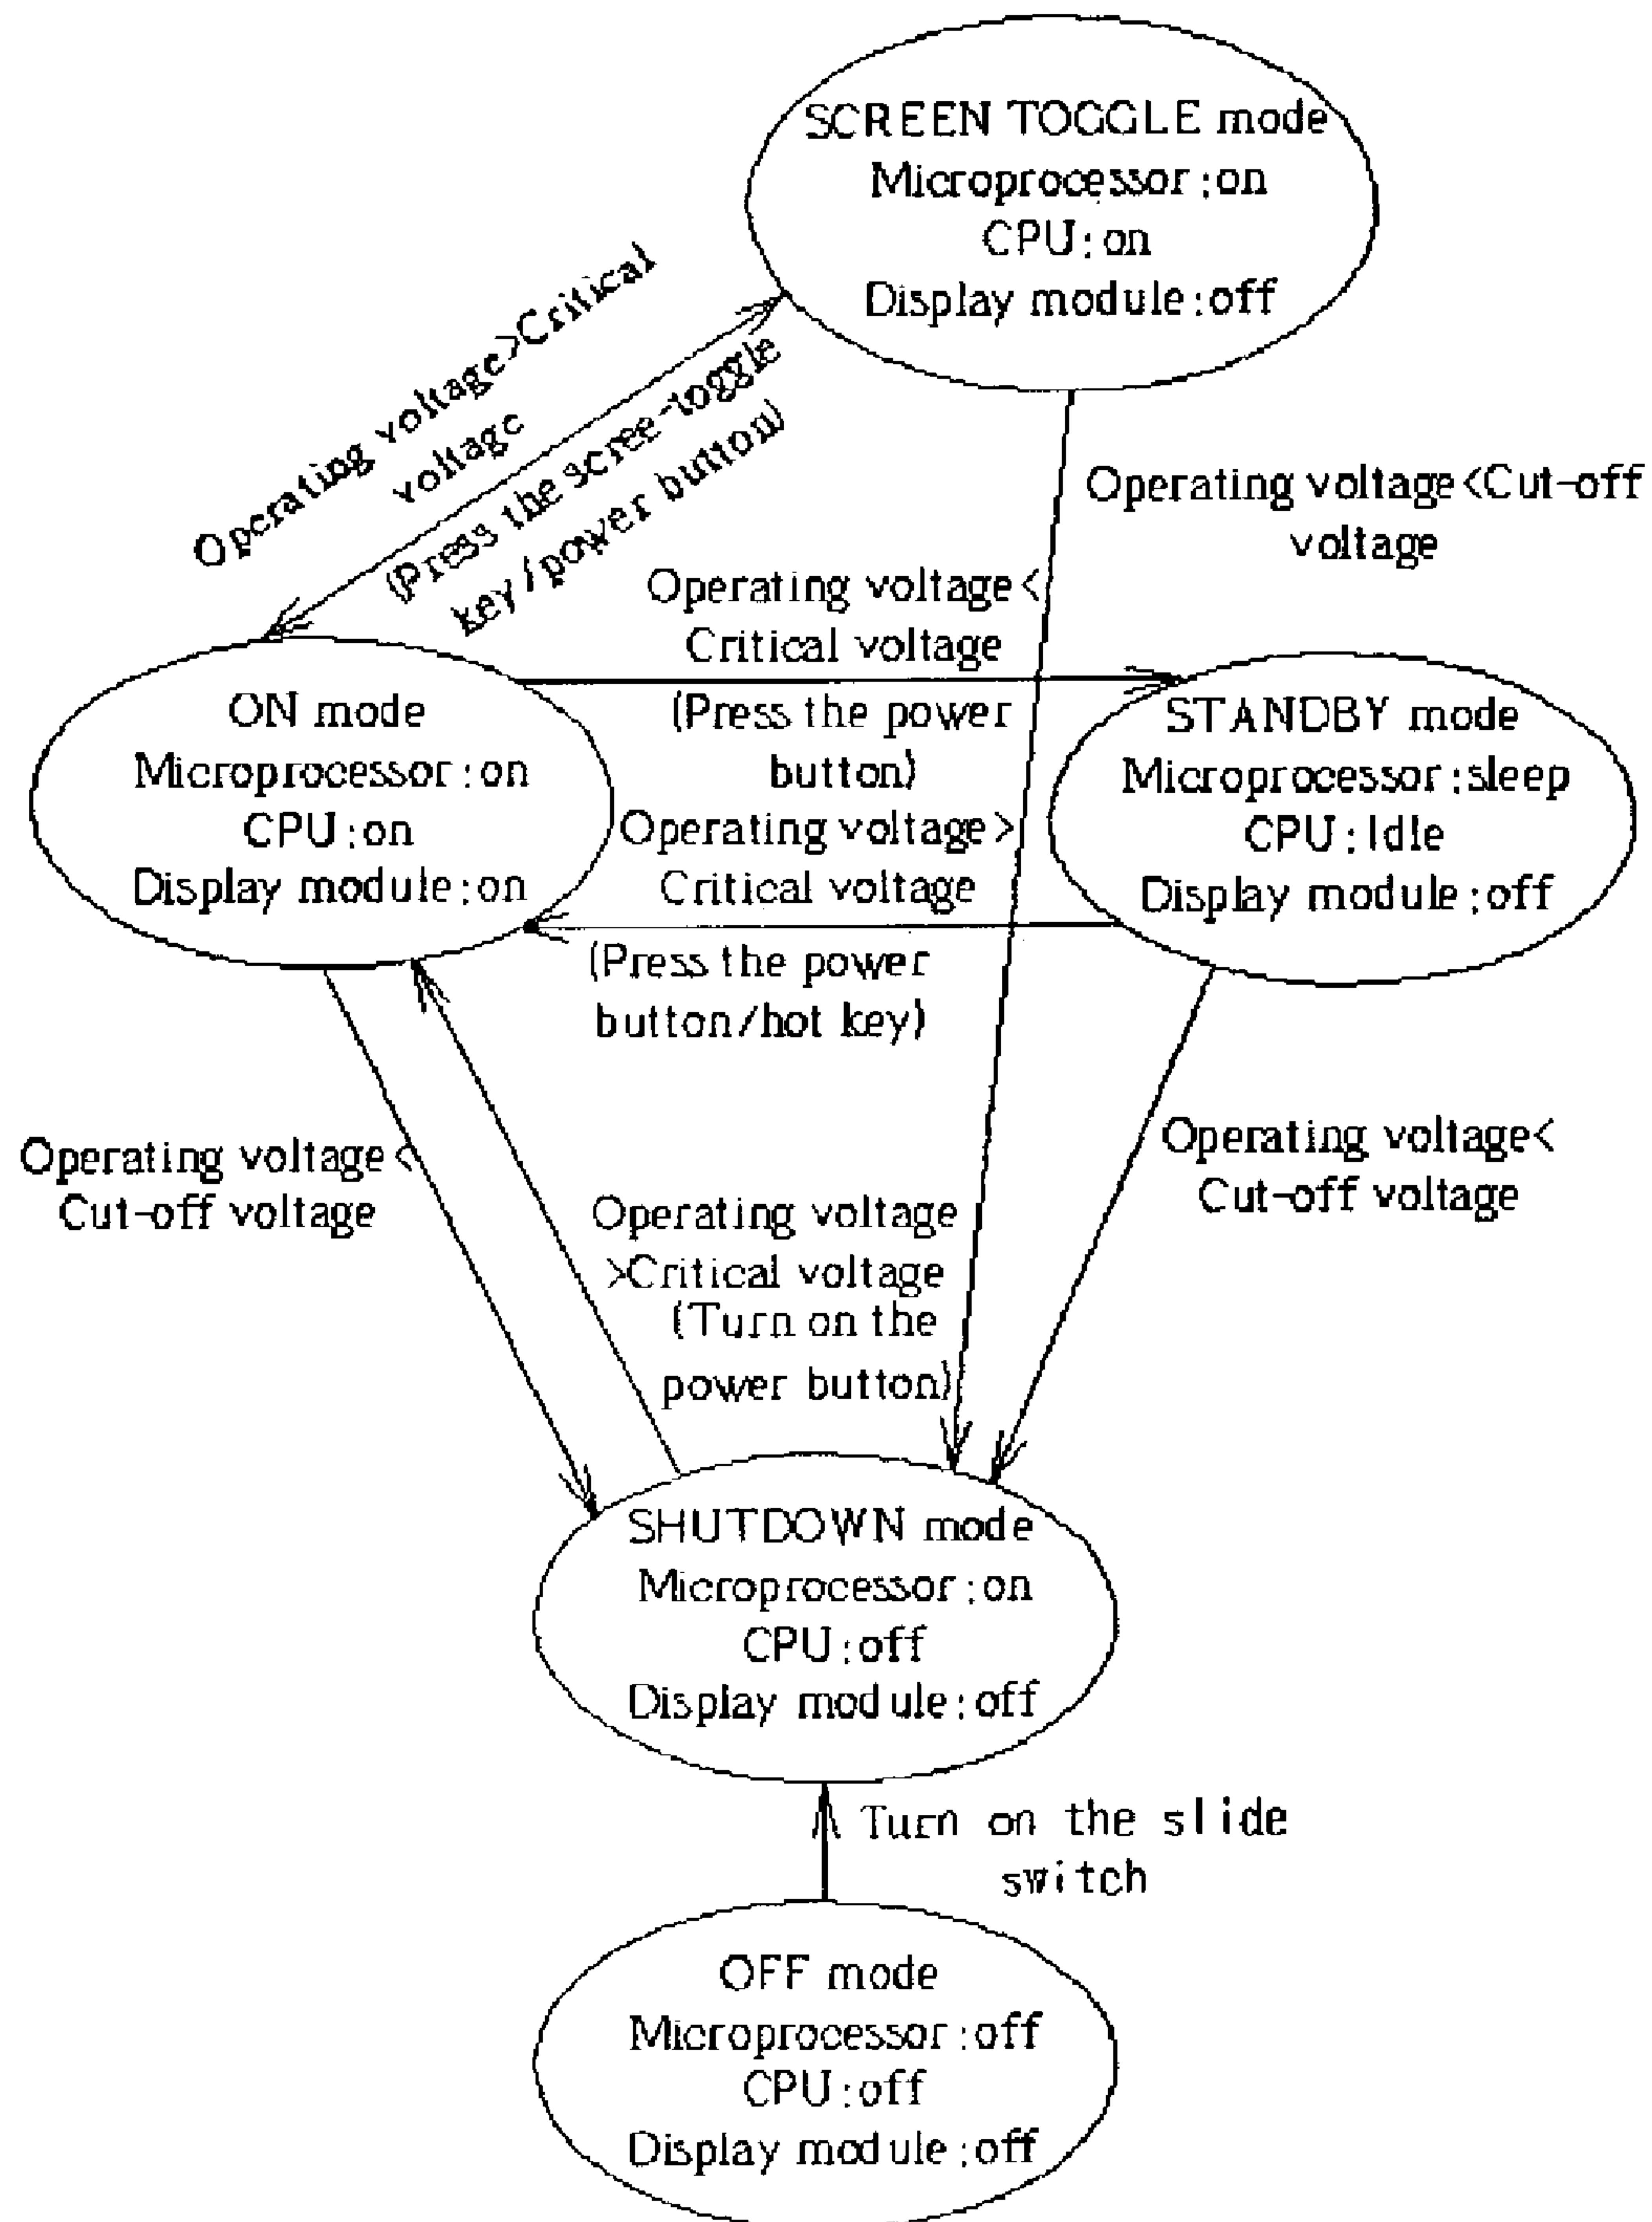 SCREEN TOGGLE mode
Microprocessor:on
CPU:on
Display module:off
Operating voltage>Critical
voltage
(Press the scree-toggle
key/power button)
Operating voltage<Cut-off
voltage
Operating voltage<
Critical voltage
(Press the power
button)
ON mode
Microprocessor:on
CPU:on
Display module:on
STANDBY mode
Microprocessor:sleep
CPU:Idle
Display module:off
Operating voltage>
Critical voltage
(Press the power
button/hot key)
Operating voltage<
Cut-off voltage
Operating voltage
>Critical voltage
(Turn on the
power button)
Operating voltage<
Cut-off voltage
SHUTDOWN mode
Microprocessor:on
CPU:off
Display module:off
Turn on the slide
switch
OFF mode
Microprocessor:off
CPU:off
Display module:off